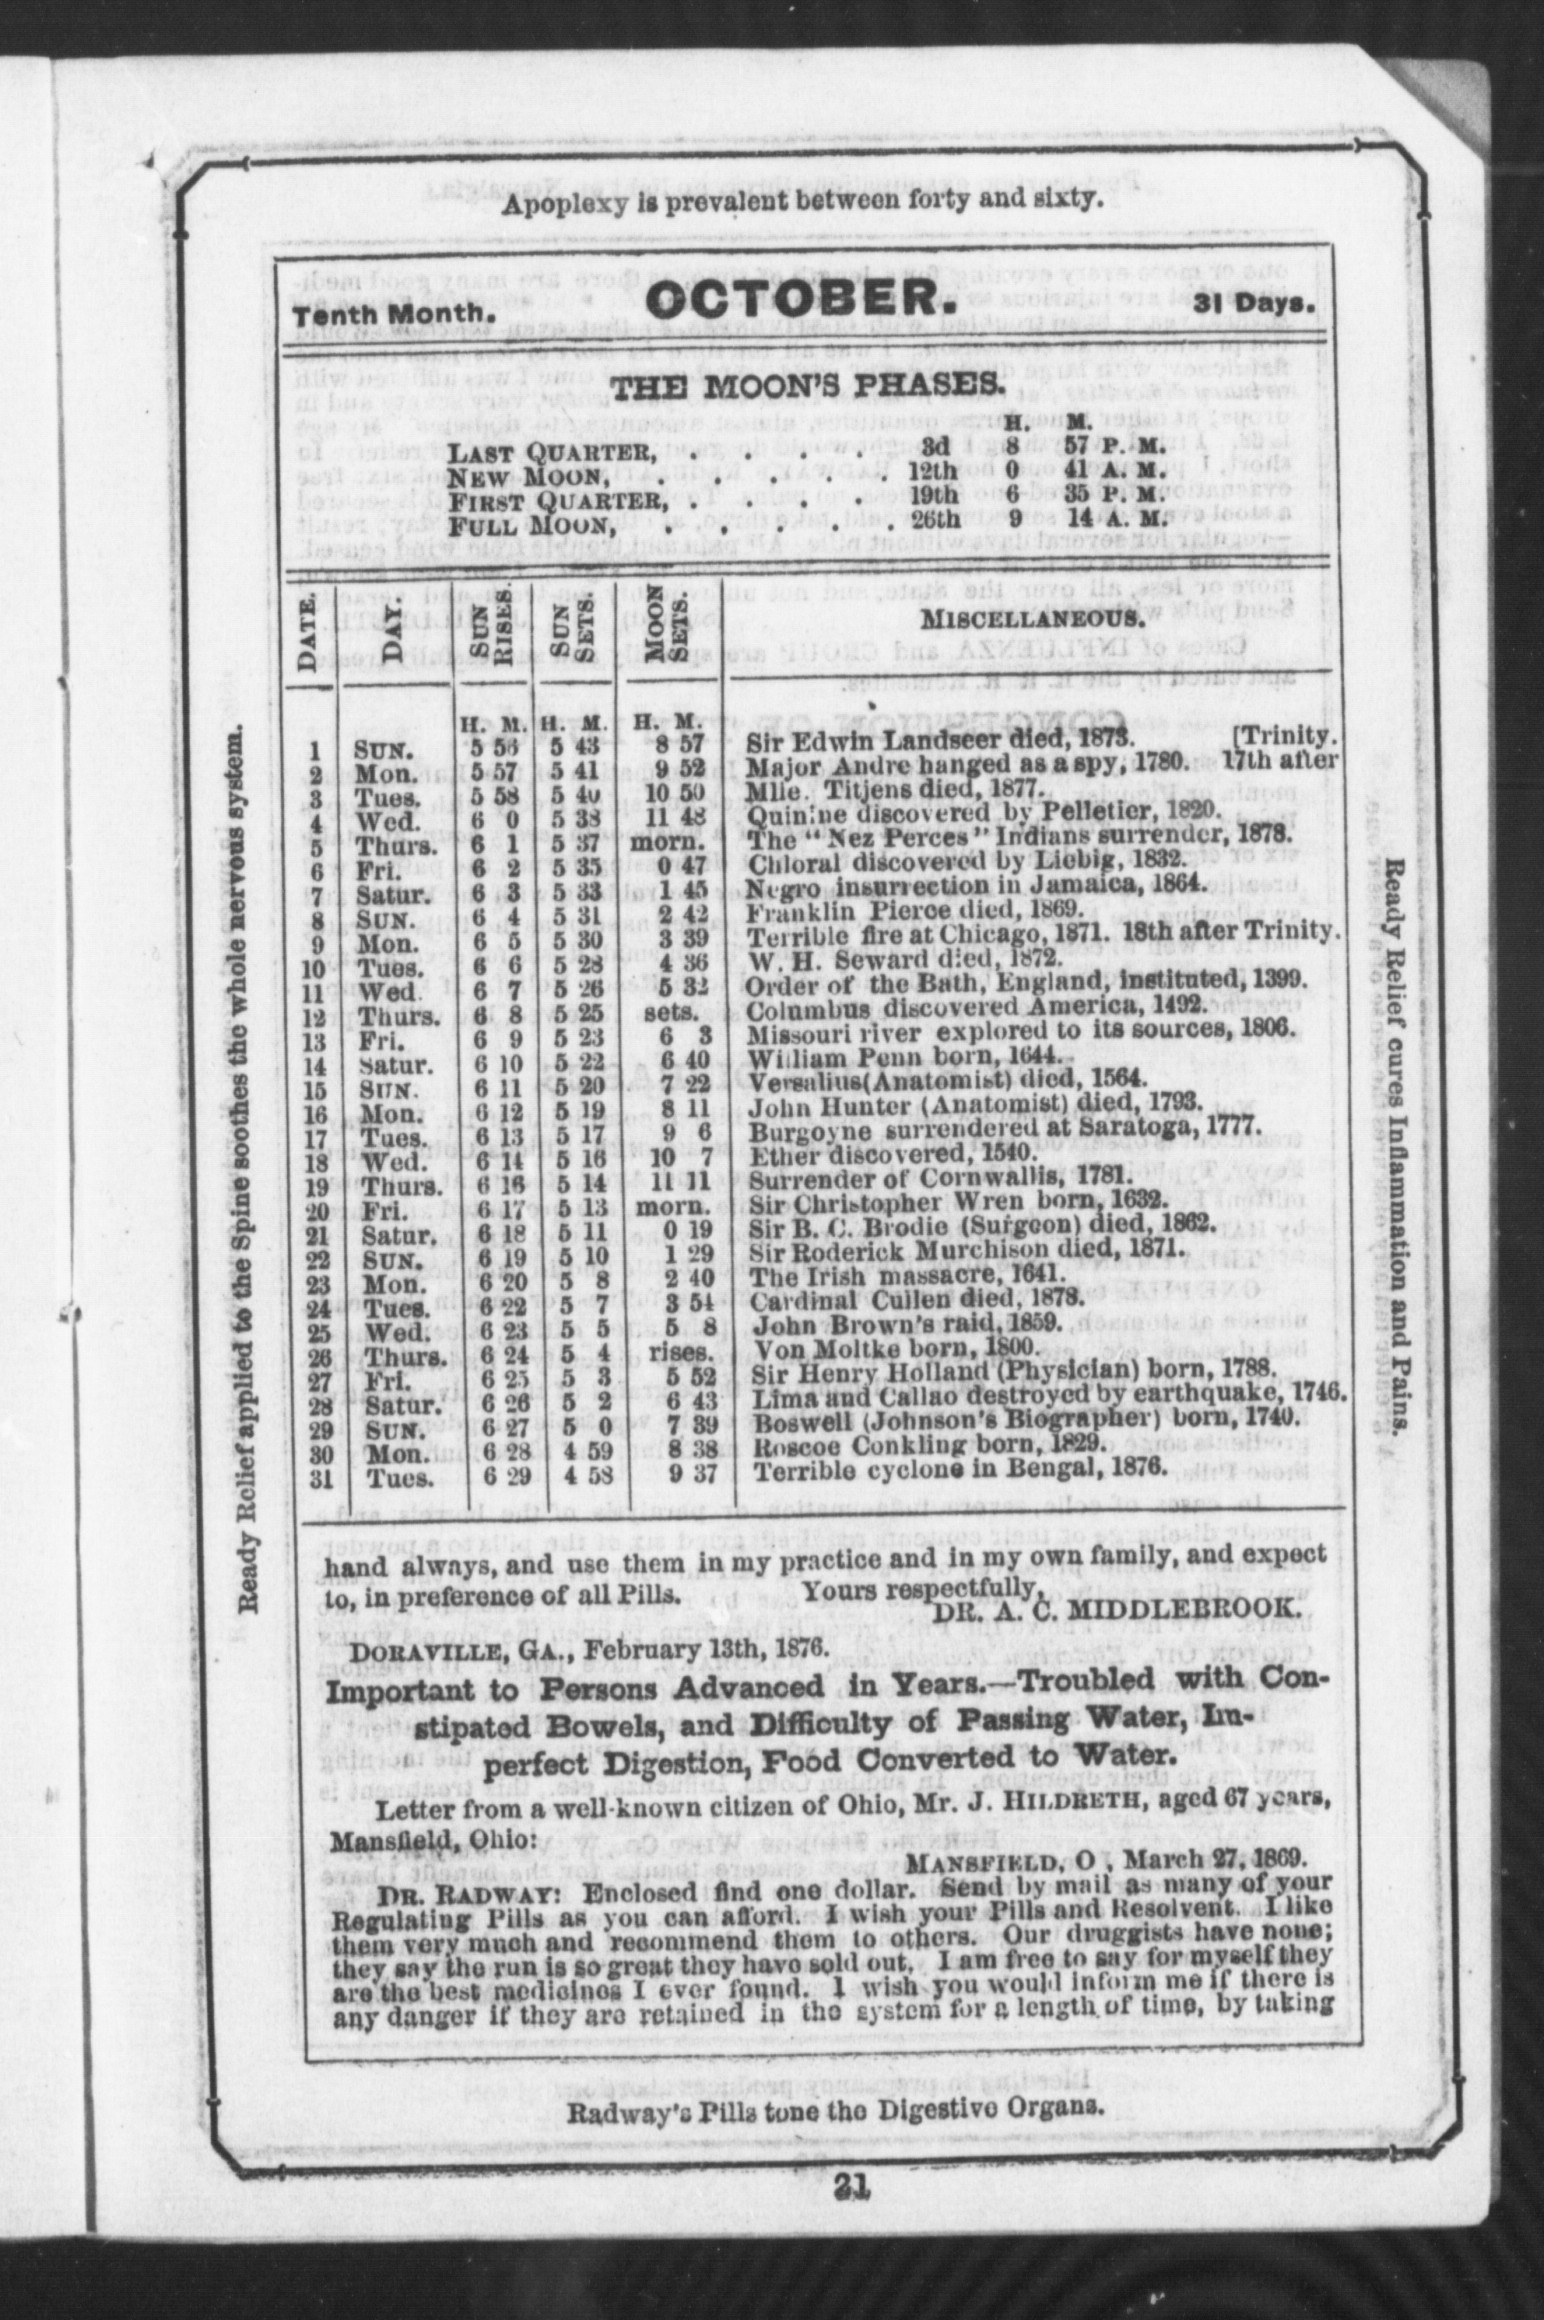 Apoplexy is prevalent between forty and sixty.
Tenth Month. OCTOBER. 31 Days.
THE MOON'S PHASES.
H. M.
LAST QUARTER, . . . . 3d 8 57 P. M.
NEW MOON, . . . . . 12th 0 41 A. M.
FIRST QUARTER, . . . . 19th 6 35 P. M.
FULL MOON, . . . . . 26th 9 14 A. M.
DATE. DAY. SUN RISES. SUN SETS. MOON SETS. MISCELLANEOUS.
H. M. H. M. H. M.
1 SUN. 5 56 5 43 8 57 Sir Edwin Landseer died, 1873. [Trinity.
2 Mon. 5 57 5 41 9 52 Major Andre hanged as a spy, 1780. 17th after
3 Tues. 5 58 5 40 10 50 Mlle. Titjens died, 1877.
4 Wed. 6 0 5 38 11 48 Quinine discovered by Pelletier, 1820.
5 Thurs. 6 1 5 37 morn. The "Nez Perces" Indians surrender, 1878.
6 Fri. 6 2 5 35 0 47 Chloral discovered by Liebig, 1832.
7 Satur. 6 3 5 33 1 45 Negro insurrection in Jamaica, 1864.
8 SUN. 6 4 5 31 2 42 Franklin Pierce died, 1869.
9 Mon. 6 5 5 30 3 39 Terrible fire at Chicago, 1871. 18th after Trinity.
10 Tues. 6 6 5 28 4 36 W. H. Seward died, 1872.
11 Wed. 6 7 5 26 5 32 Order of the Bath, England, instituted, 1399.
12 Thurs. 6 8 5 25 sets. Columbus discovered America, 1492.
13 Fri. 6 9 5 23 6 3 Missouri river explored to its sources, 1806.
14 Satur. 6 10 5 22 6 40 William Penn born, 1644.
15 SUN. 6 11 5 20 7 22 Versalius(Anatomist) died, 1564.
16 Mon. 6 12 5 19 8 11 John Hunter (Anatomist) died, 1793.
17 Tues. 6 13 5 17 9 6 Burgoyne surrendered at Saratoga, 1777.
18 Wed. 6 14 5 16 10 7 Ether discovered, 1540.
19 Thurs. 6 16 5 14 11 11 Surrender of Cornwallis, 1781.
20 Fri. 6 17 5 13 morn. Sir Christopher Wren born, 1632.
21 Satur. 6 18 5 11 0 19 Sir B. C. Brodie (Surgeon) died, 1862.
22 SUN. 6 19 5 10 1 29 Sir Roderick Murchison died, 1871.
23 Mon. 6 20 5 8 2 40 The Irish massacre, 1641.
24 Tues. 6 22 5 7 3 54 Cardinal Cullen died, 1878.
25 Wed. 6 23 5 5 5 8 John Brown's raid, 1859.
26 Thurs. 6 24 5 4 rises. Von Moltke born, 1800.
27 Fri. 6 25 5 3 5 52 Sir Henry Holland (Physician) born, 1788.
28 Satur. 6 26 5 2 6 43 Lima and Callao destroyed by earthquake, 1746.
29 SUN. 6 27 5 0 7 39 Boswell (Johnson's Biographer) born, 1740.
30 Mon. 6 28 4 59 8 38 Roscoe Conkling born, 1829.
31 Tues. 6 29 4 58 9 37 Terrible cyclone in Bengal, 1876.
hand always, and use them in my practice and in my own family, and expect
to, in preference of all Pills. Yours respectfully,
DR. A. C. MIDDLEBROOK.
DORAVILLE, GA., February 13th, 1876.
Important to Persons Advanced in Years.—Troubled with Con-
stipated Bowels, and Difficulty of Passing Water, Im-
perfect Digestion, Food Converted to Water.
Letter from a well-known citizen of Ohio, Mr. J. HILDRETH, aged 67 years,
Mansfield, Ohio:
MANSFIELD, O., March 27, 1869.
DR. RADWAY: Enclosed find one dollar. Send by mail as many of your
Regulating Pills as you can afford. I wish your Pills and Resolvent. I like
them very much and recommend them to others. Our druggists have none;
they say the run is so great they have sold out. I am free to say for myself they
are the best medicines I ever found. I wish you would inform me if there is
any danger if they are retained in the system for a length of time, by taking
Radway's Pills tone the Digestive Organs.
21
Ready Relief applied to the Spine soothes the whole nervous system.
Ready Relief cures Inflammation and Pains.